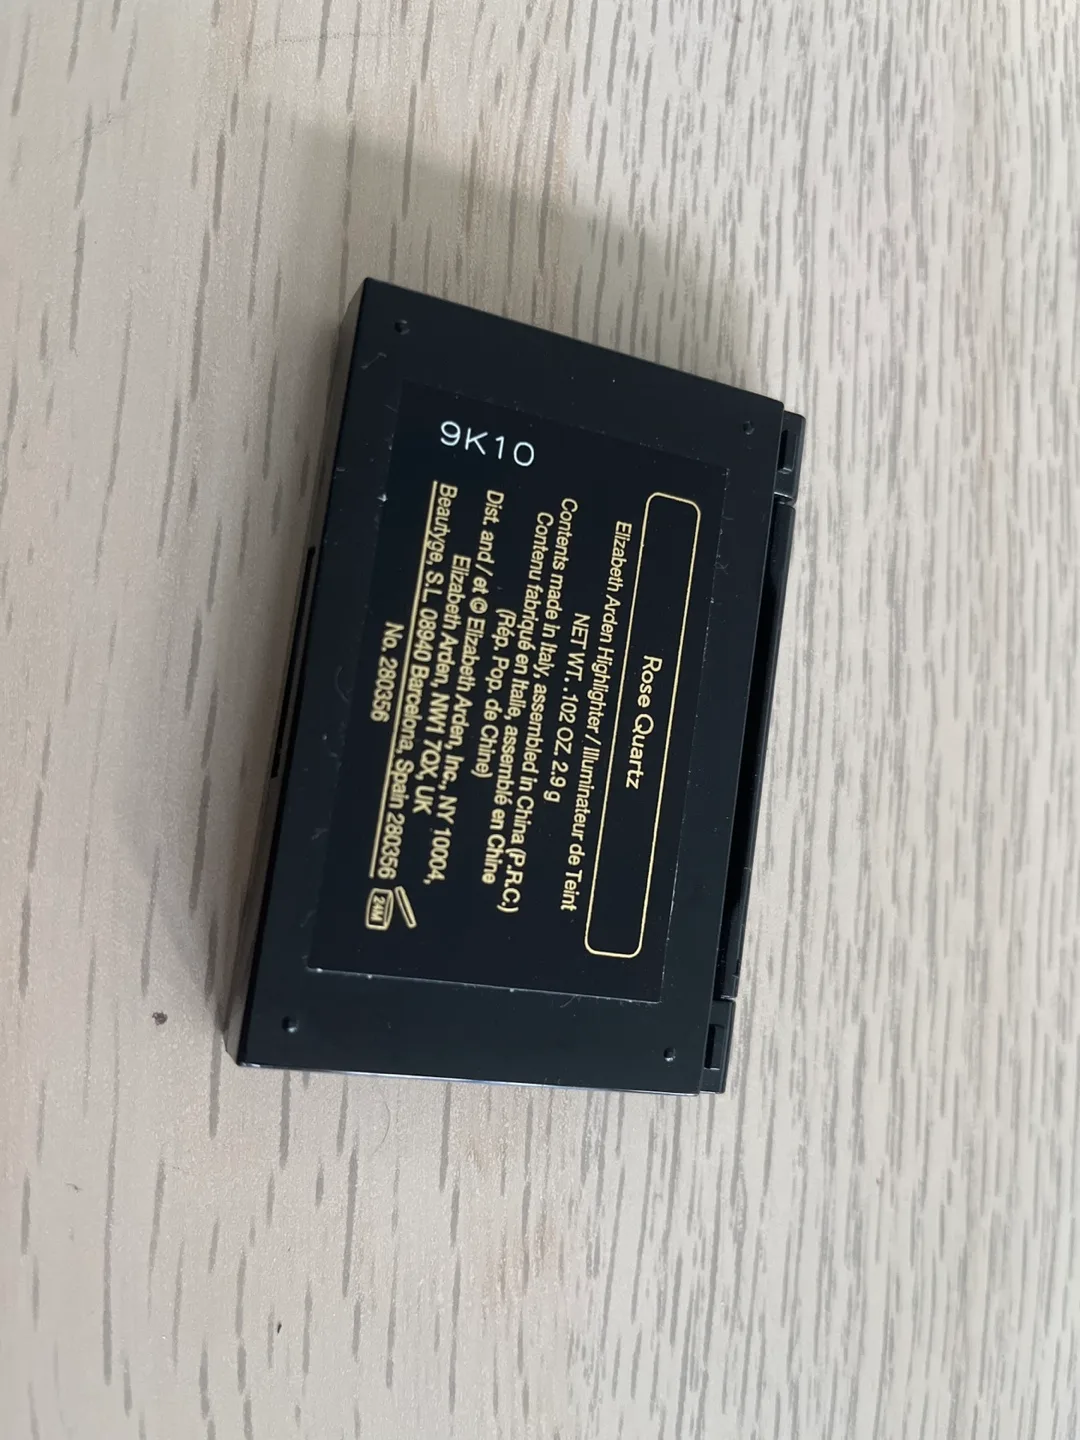 Rose Quartz
Elizabeth Arden Highlighter / Illuminateur de Teint
NET WT. .102 OZ. 2.9 g
Contents made in Italy, assembled in China (P.R.C.)
Contenu fabriqué en Italie, assemblé en Chine
(Rép. Pop. de Chine)
Dist. and / et © Elizabeth Arden, Inc., NY 10004,
Elizabeth Arden, NW1 7QX, UK
Beautyge, S.L. 08940 Barcelona, Spain 280356
No. 280356
24M
9K10